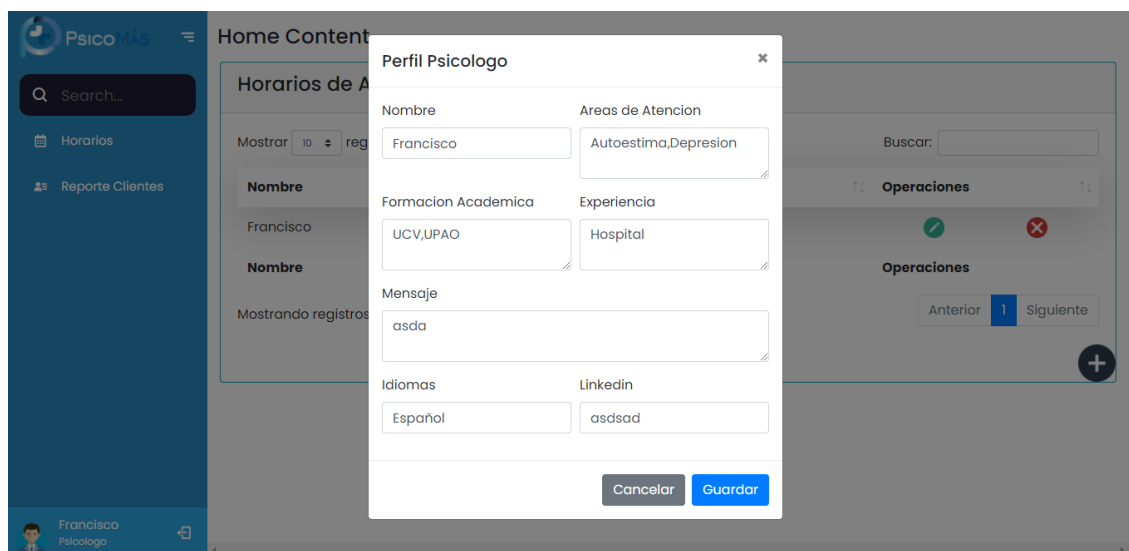 PSICOMÁS
Home Content
Search...
Horarios
Reporte Clientes
Horarios de A
Mostrar 10 reg
Buscar:
Nombre
Operaciones
Francisco
Nombre
Operaciones
Mostrando registros
Anterior 1 Siguiente
Perfil Psicologo
Nombre
Areas de Atencion
Francisco
Autoestima,Depresion
Formacion Academica
Experiencia
UCV,UPAO
Hospital
Mensaje
asda
Idiomas
Linkedin
Español
asdsad
Cancelar
Guardar
Francisco
Psicologo